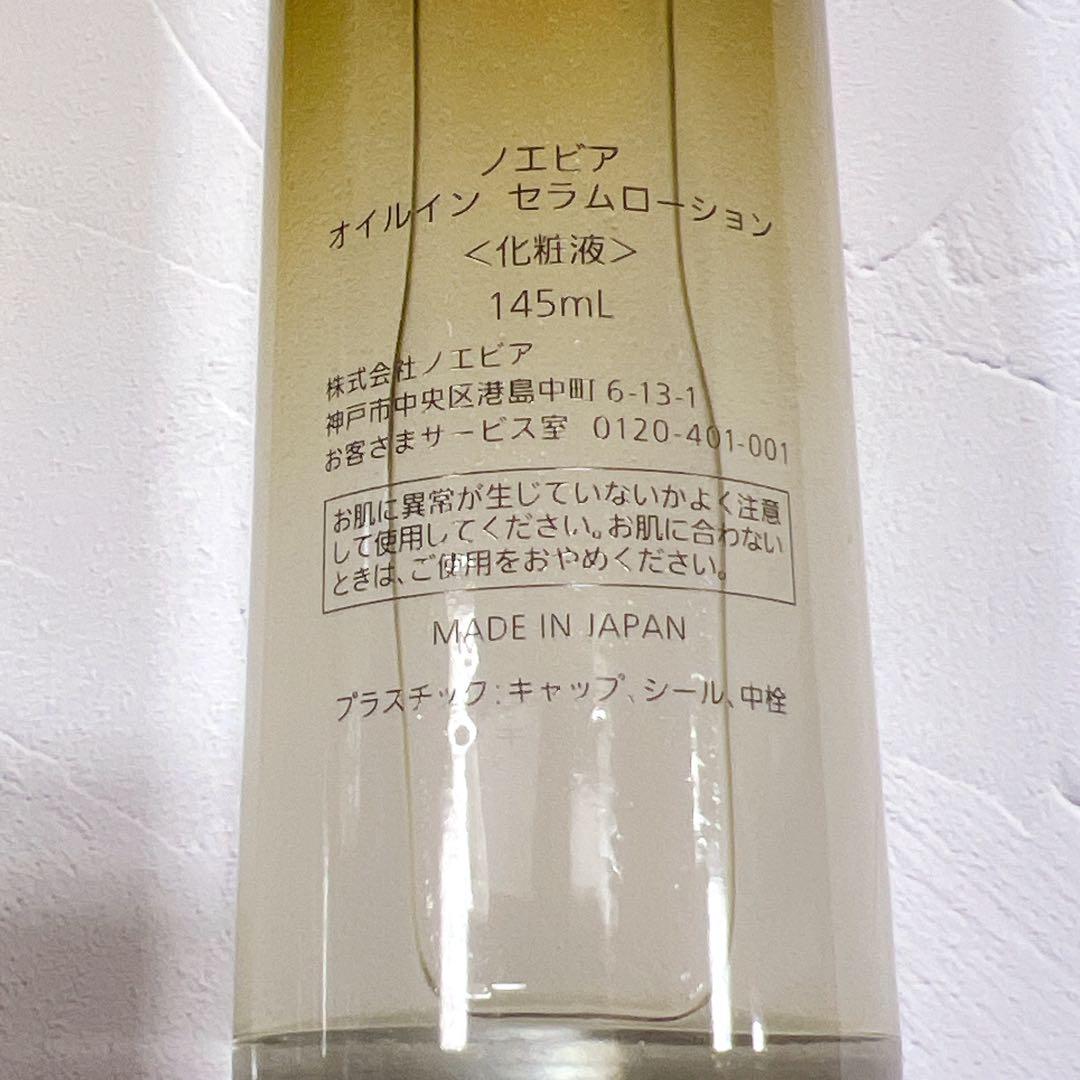 ノエビア
オイルイン セラムローション
＜化粧液＞
145mL
株式会社ノエビア
神戸市中央区港島中町 6-13-1
お客さまサービス室 0120-401-001
お肌に異常が生じていないかよく注意
して使用してください。お肌に合わない
ときは、ご使用をおやめください。
MADE IN JAPAN
プラスチック：キャップ、シール、中栓